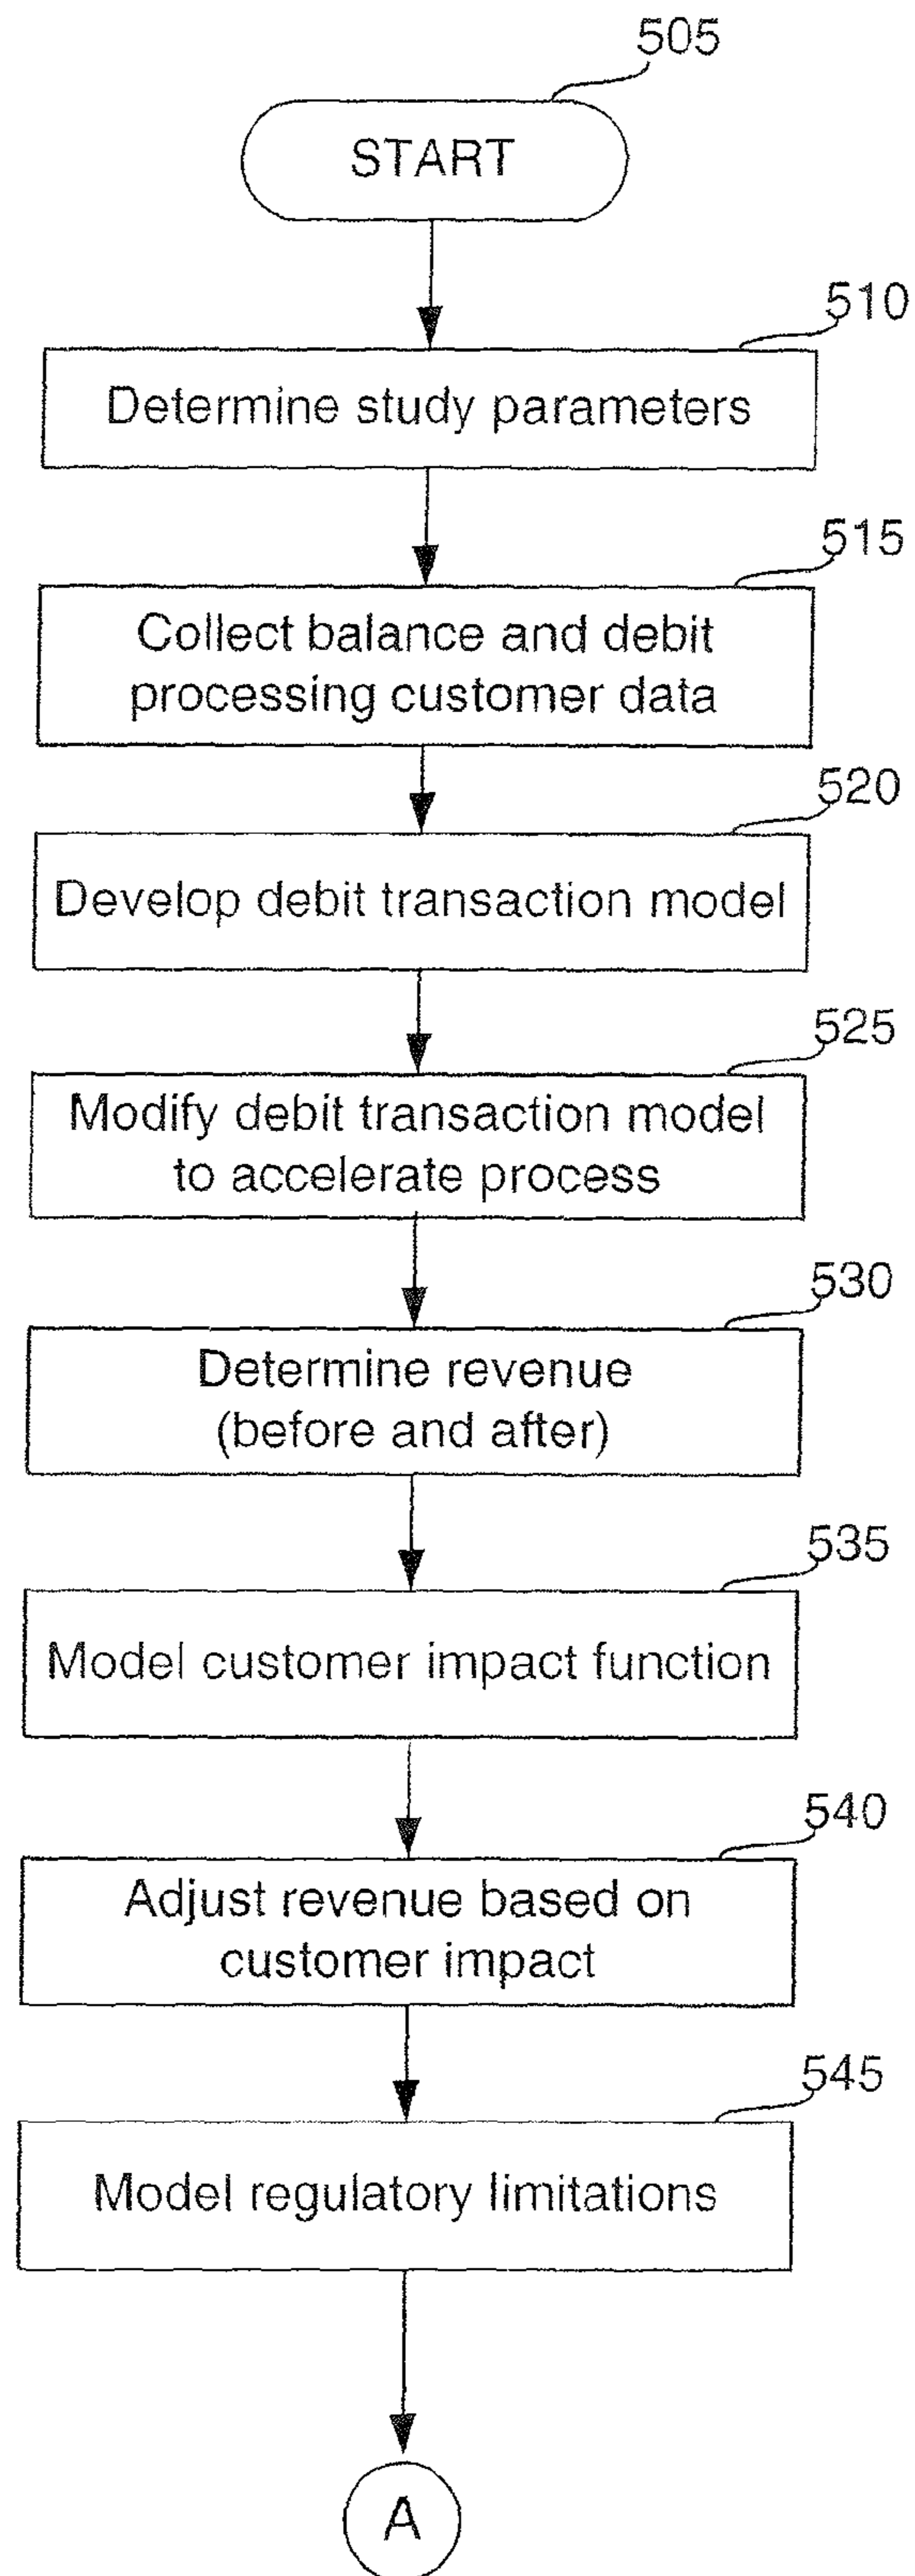 505
START
510
Determine study parameters
515
Collect balance and debit
processing customer data
520
Develop debit transaction model
525
Modify debit transaction model
to accelerate process
530
Determine revenue
(before and after)
535
Model customer impact function
540
Adjust revenue based on
customer impact
545
Model regulatory limitations
A